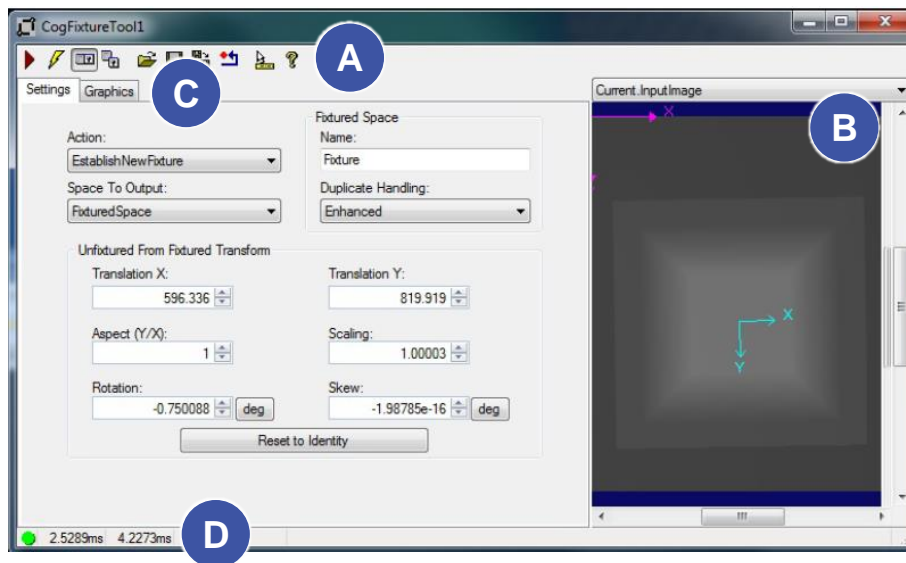 CogFixtureTool1
A
Settings Graphics
C
Current.InputImage
B
X
Action:
EstablishNewFixture
Space To Output:
FixturedSpace
Fixtured Space
Name:
Fixture
Duplicate Handling:
Enhanced
Unfixtured From Fixtured Transform
Translation X:
596.336
Translation Y:
819.919
Aspect (Y/X):
1
Scaling:
1.00003
Rotation:
-0.750088 deg
Skew:
-1.98785e-16 deg
Reset to Identity
X
Y
2.5289ms 4.2273ms
D